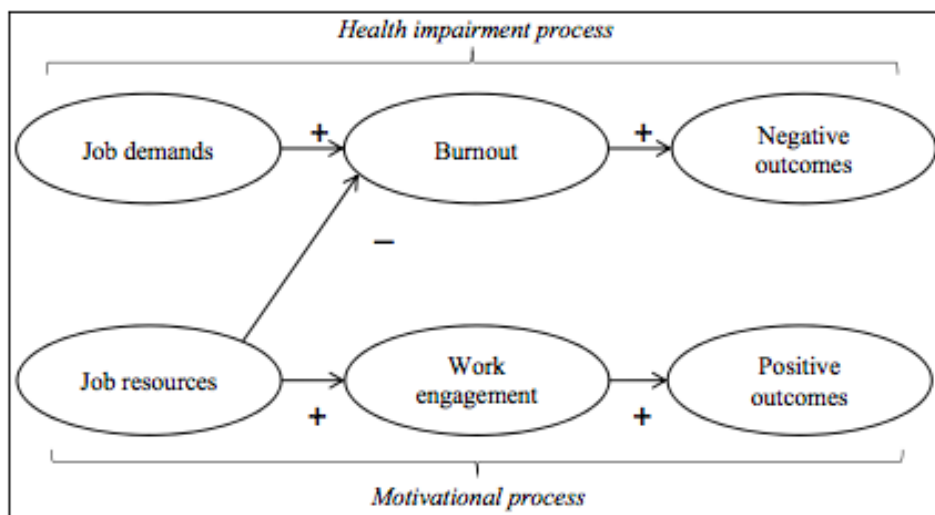 Health impairment process
Job demands
+
Burnout
+
Negative
outcomes
−
Job resources
+
Work
engagement
+
Positive
outcomes
Motivational process